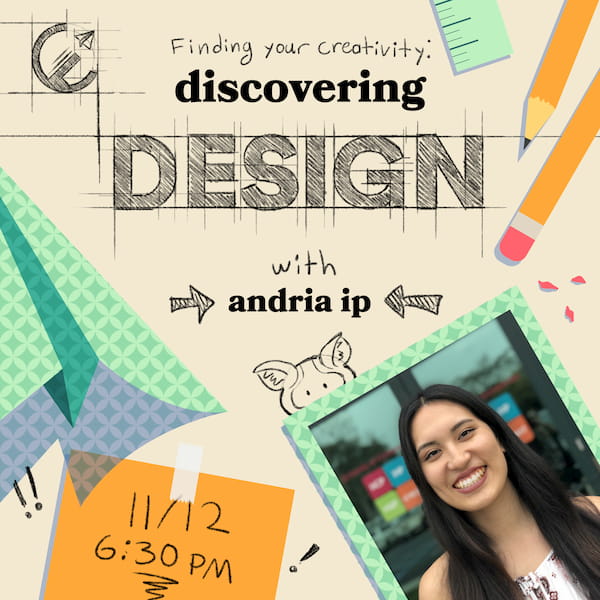 Finding your creativity:
discovering
DESIGN
with
andria ip
!!
11/12
6:30 PM
!